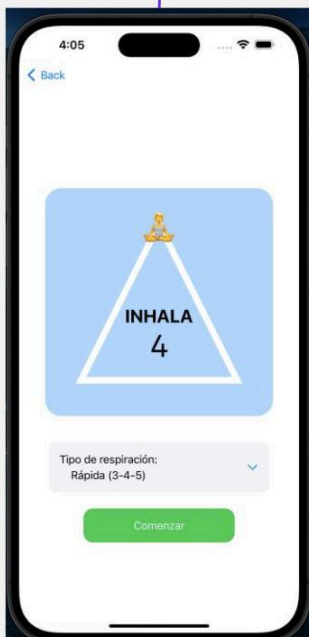 4:05
Back
INHALA
4
Tipo de respiración:
Rápida (3-4-5)
Comenzar